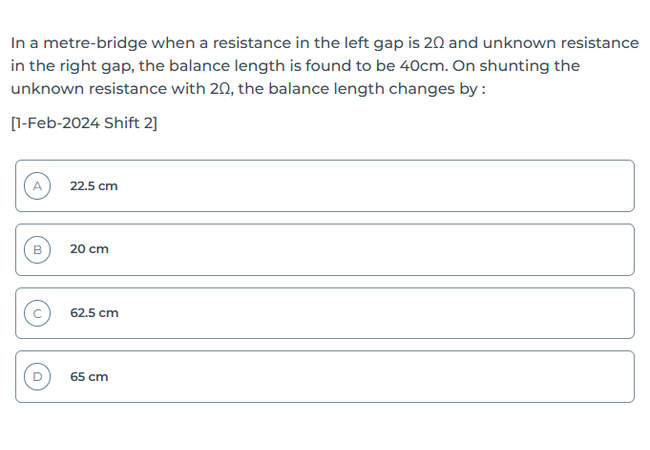 In a metre-bridge when a resistance in the left gap is 2Ω and unknown resistance
in the right gap, the balance length is found to be 40cm. On shunting the
unknown resistance with 2Ω, the balance length changes by :
[1-Feb-2024 Shift 2]
A 22.5 cm
B 20 cm
C 62.5 cm
D 65 cm